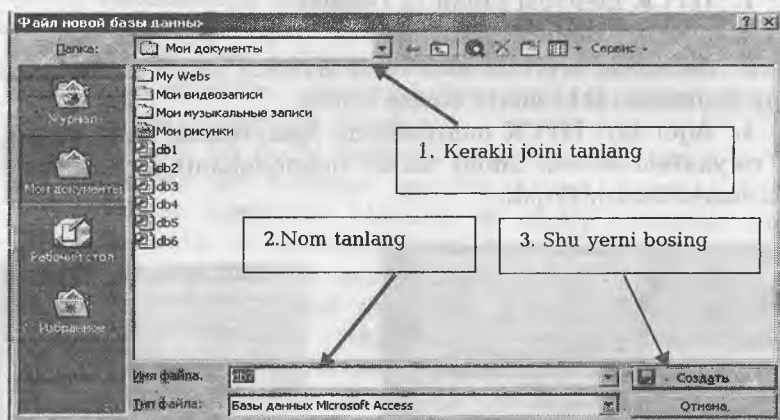 Файл новой базы данных
Папка:
Мои документы
Сервис
My Webs
Мои видеозаписи
Мои музыкальные записи
Мои рисунки
db1
db2
db3
db4
db5
db6
Журнал
Мои документы
Рабочий стол
Избранное
1. Kerakli joini tanlang
2.Nom tanlang
3. Shu yerni bosing
Имя файла:
Создать
Тип файла:
Базы данных Microsoft Access
Отмена